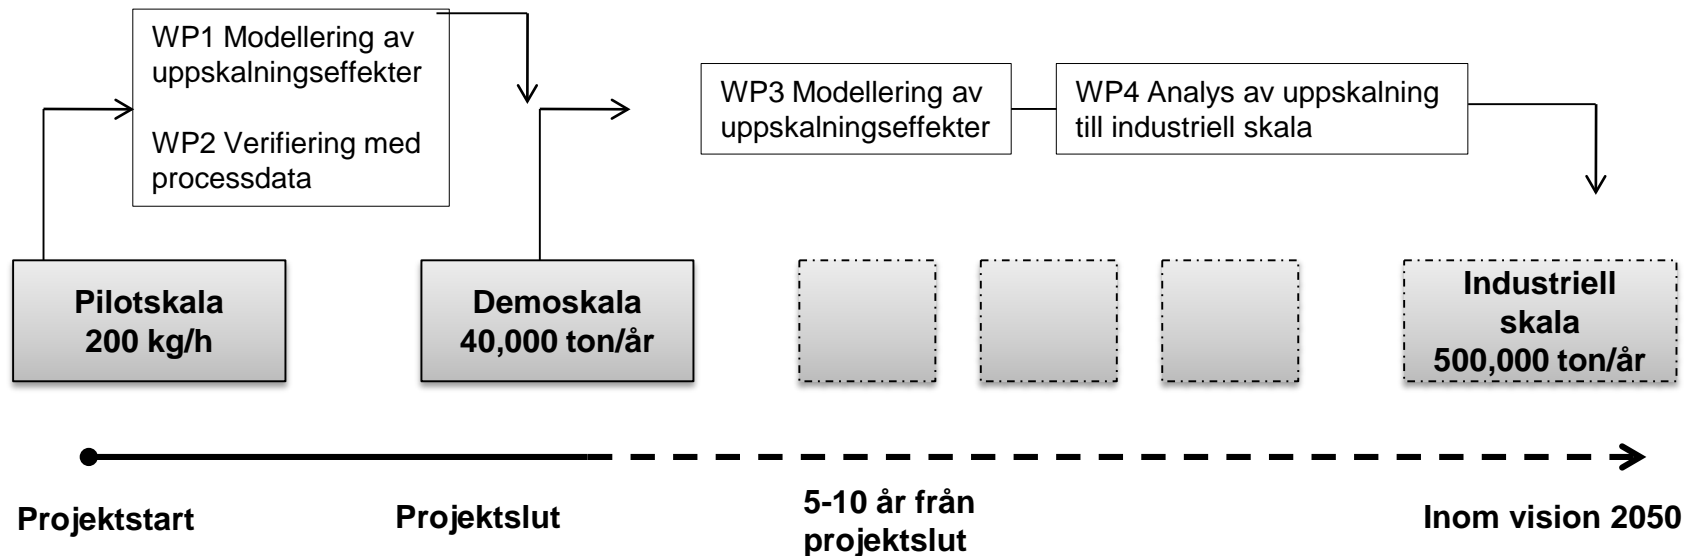 WP1 Modellering av
uppskalningseffekter
WP2 Verifiering med
processdata
WP3 Modellering av
uppskalningseffekter
WP4 Analys av uppskalning
till industriell skala
Pilotskala
200 kg/h
Demoskala
40,000 ton/år
Industriell
skala
500,000 ton/år
Projektstart
Projektslut
5-10 år från
projektslut
Inom vision 2050